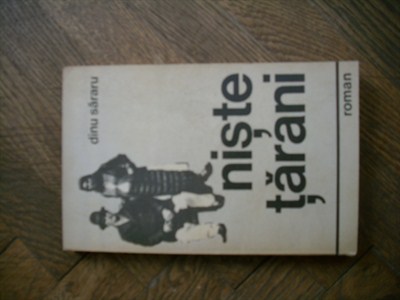 dinu săraru
niște
țărani
roman